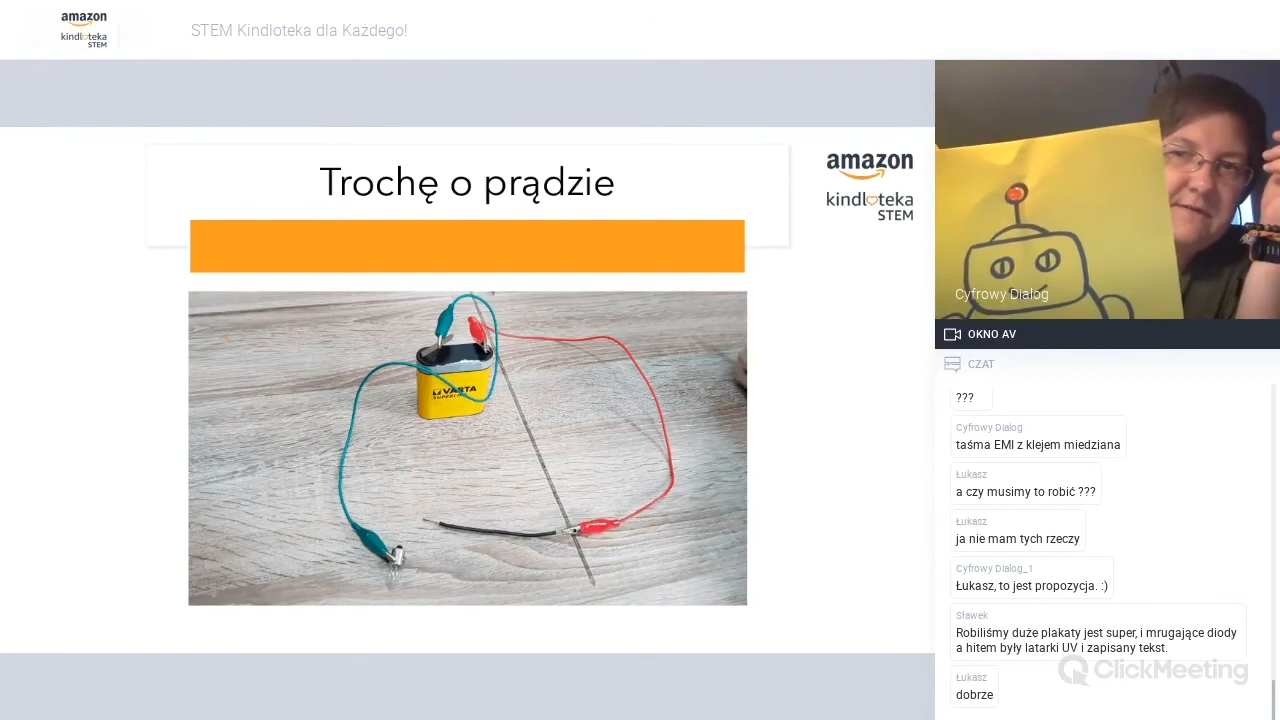 amazon
kindloteka
STEM
STEM Kindloteka dla Każdego!
Trochę o prądzie
amazon
kindloteka
STEM
VARTA
Cyfrowy Dialog
OKNO AV
CZAT
???
Cyfrowy Dialog
taśma EMI z klejem miedziana
Łukasz
a czy musimy to robić ???
Łukasz
ja nie mam tych rzeczy
Cyfrowy Dialog_1
Łukasz, to jest propozycja. :)
Sławek
Robiliśmy duże plakaty jest super, i mrugające diody
a hitem były latarki UV i zapisany tekst.
ClickMeeting
Łukasz
dobrze